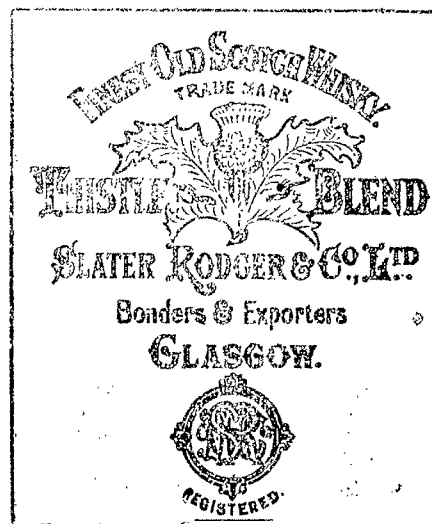 FINEST OLD SCOTCH WHISKY.
TRADE MARK
THISTLE BLEND
SLATER RODGER & CO., LTD
Bonders & Exporters
GLASGOW.
REGISTERED.